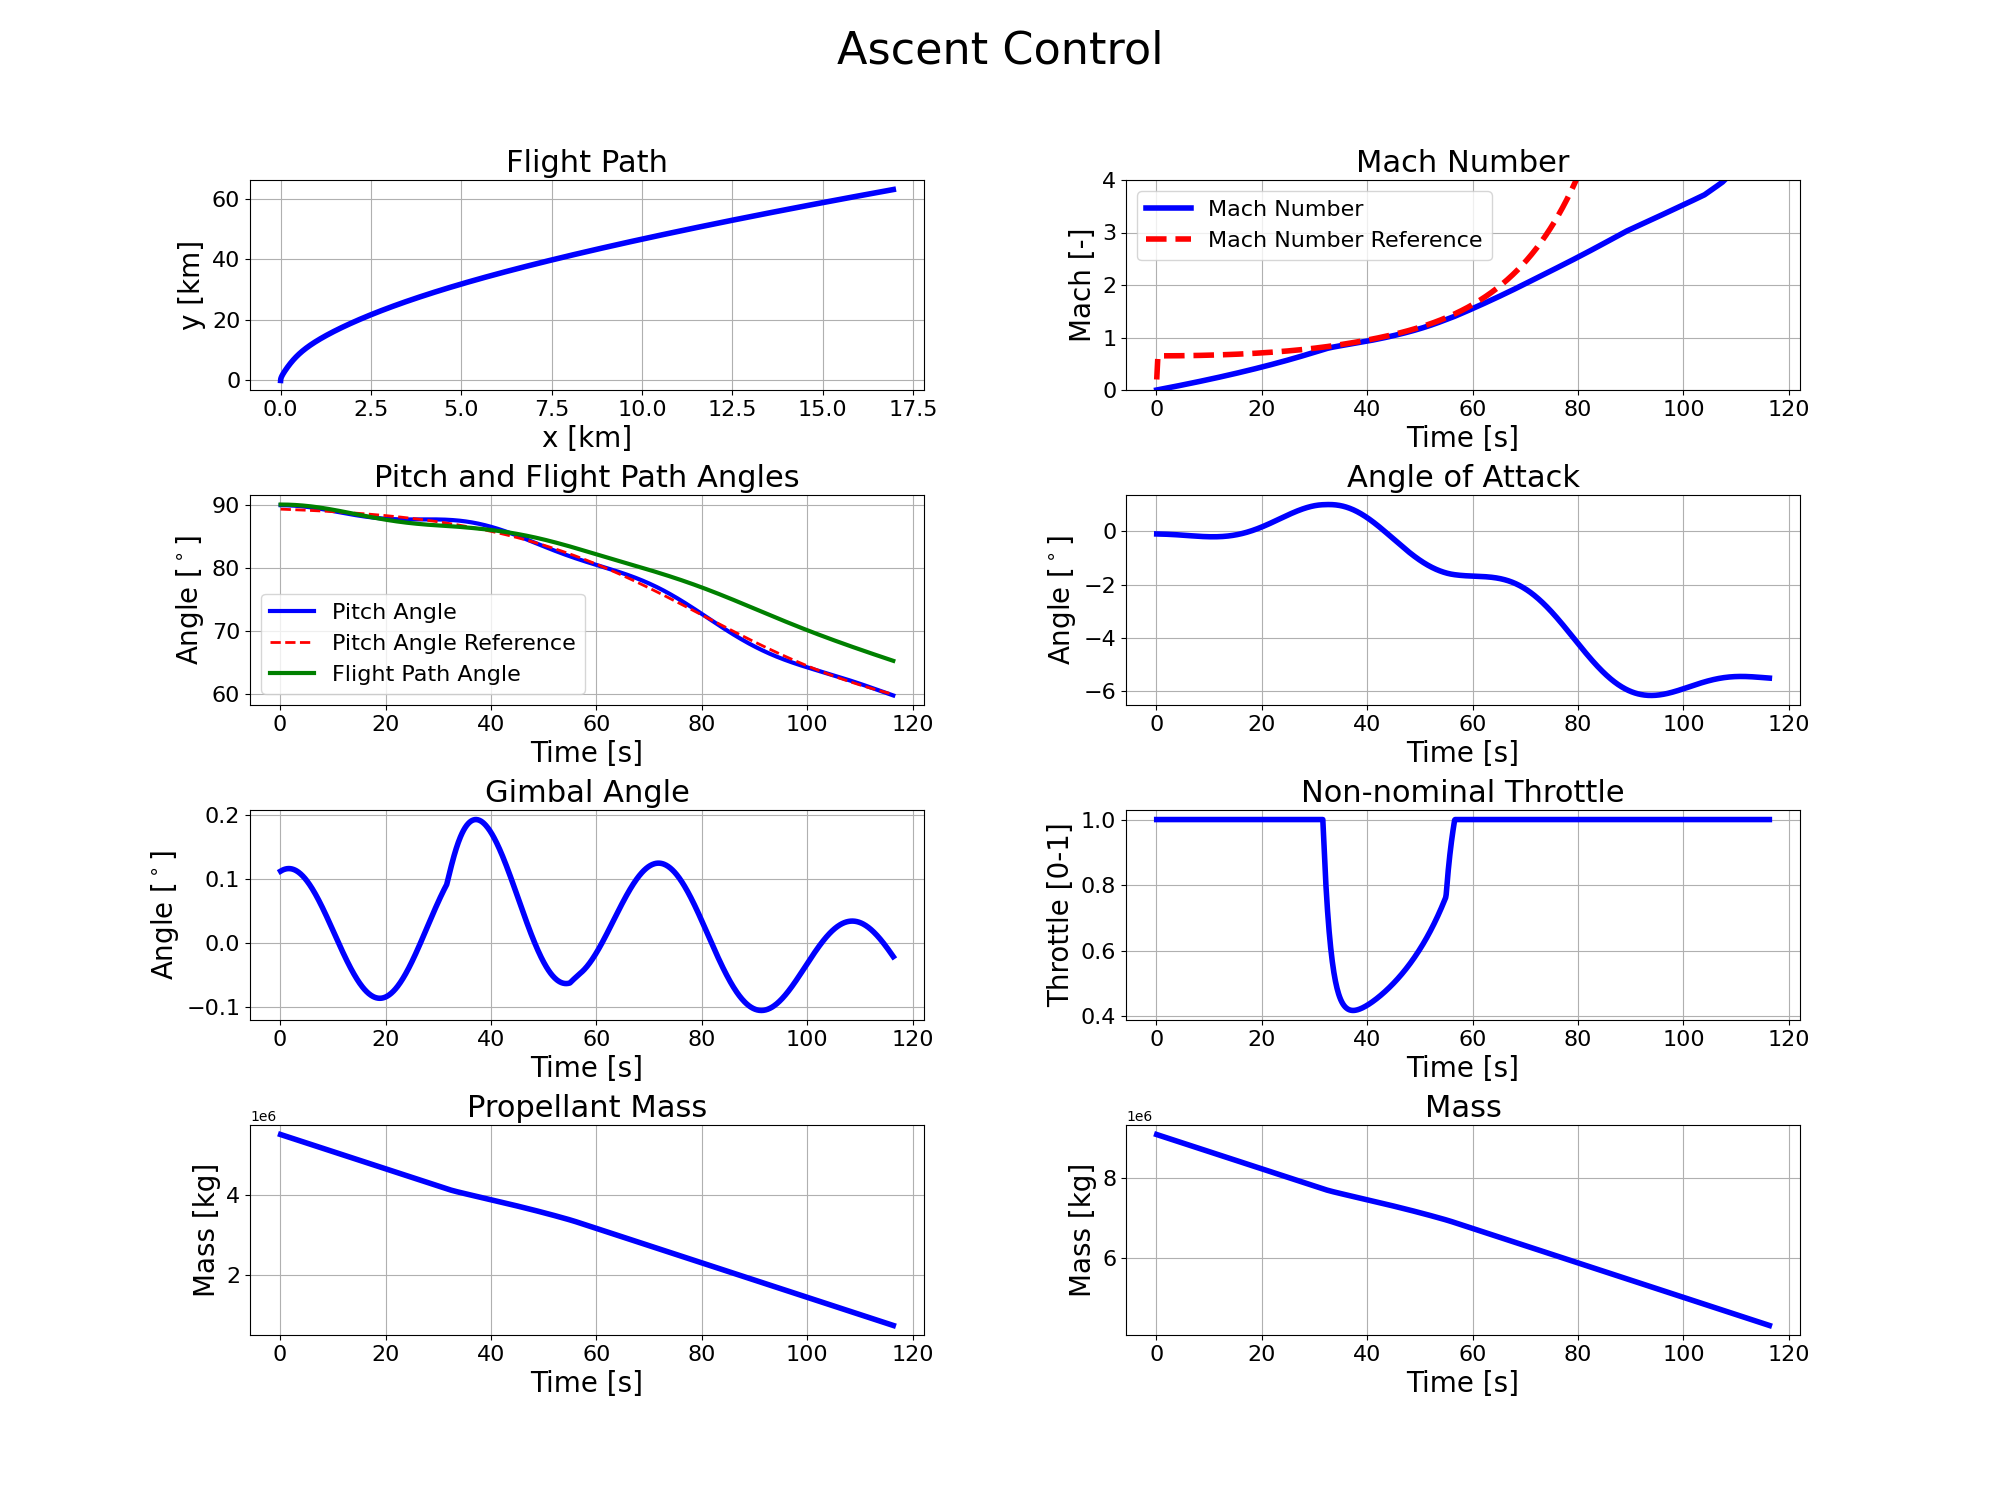 Ascent Control
Flight Path
60
40
20
0
y [km]
0.0 2.5 5.0 7.5 10.0 12.5 15.0 17.5
x [km]
Mach Number
4
3
2
1
0
Mach [-]
Mach Number
Mach Number Reference
0 20 40 60 80 100 120
Time [s]
Pitch and Flight Path Angles
90
80
70
60
Angle [°]
Pitch Angle
Pitch Angle Reference
Flight Path Angle
0 20 40 60 80 100 120
Time [s]
Angle of Attack
0
−2
−4
−6
Angle [°]
0 20 40 60 80 100 120
Time [s]
Gimbal Angle
0.2
0.1
0.0
−0.1
Angle [°]
0 20 40 60 80 100 120
Time [s]
Non-nominal Throttle
1.0
0.8
0.6
0.4
Throttle [0-1]
0 20 40 60 80 100 120
Time [s]
Propellant Mass
1e6
4
2
Mass [kg]
0 20 40 60 80 100 120
Time [s]
Mass
1e6
8
6
Mass [kg]
0 20 40 60 80 100 120
Time [s]